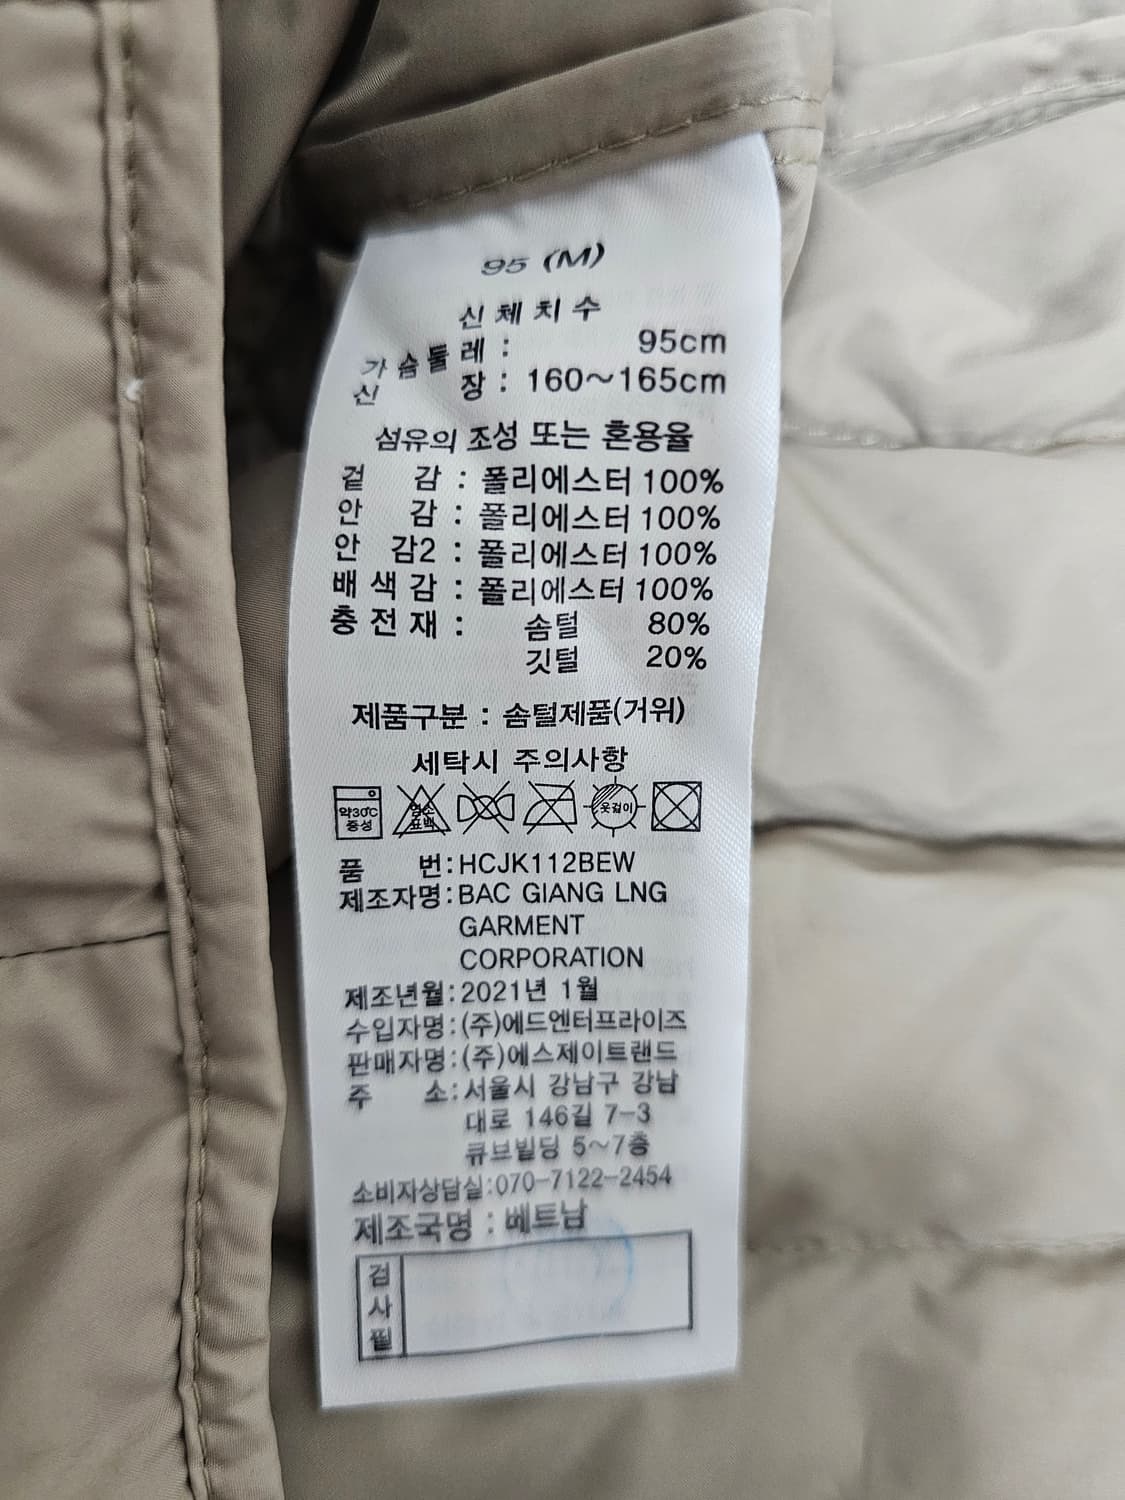 95 (M)
신체치수
가슴둘레 : 95cm
신장 : 160~165cm
섬유의 조성 또는 혼용율
겉감 : 폴리에스터 100%
안감 : 폴리에스터 100%
안감2 : 폴리에스터 100%
배색감 : 폴리에스터 100%
충전재 : 솜털 80%
깃털 20%
제품구분 : 솜털제품(거위)
세탁시 주의사항
약30℃ 중성
염소 표백
옷걸이
품번:HCJK112BEW
제조자명:BAC GIANG LNG
GARMENT
CORPORATION
제조년월:2021년 1월
수입자명:(주)에드엔터프라이즈
판매자명:(주)에스제이트랜드
주소:서울시 강남구 강남
대로 146길 7-3
큐브빌딩 5~7층
소비자상담실:070-7122-2454
제조국명 : 베트남
검사필